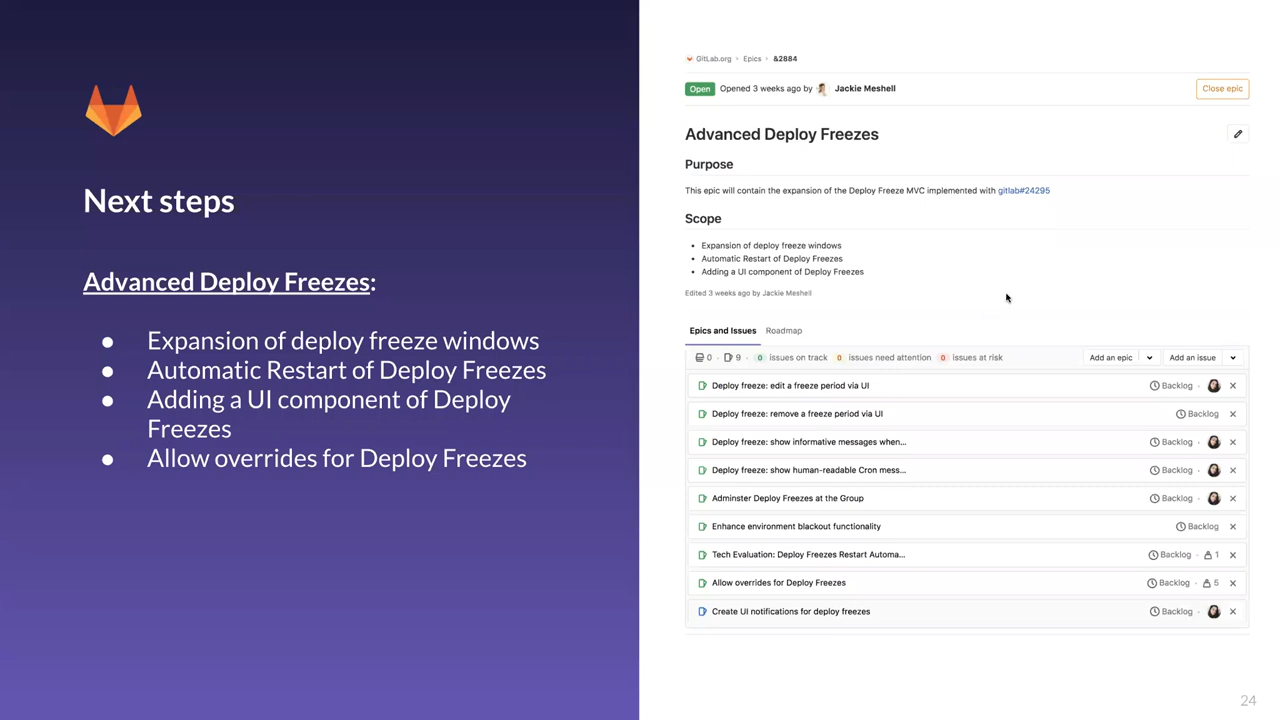 Next steps
Advanced Deploy Freezes:
● Expansion of deploy freeze windows
● Automatic Restart of Deploy Freezes
● Adding a UI component of Deploy
Freezes
● Allow overrides for Deploy Freezes
GitLab.org › Epics › &2884
Open Opened 3 weeks ago by Jackie Meshell Close epic
Advanced Deploy Freezes
Purpose
This epic will contain the expansion of the Deploy Freeze MVC implemented with gitlab#24295
Scope
• Expansion of deploy freeze windows
• Automatic Restart of Deploy Freezes
• Adding a UI component of Deploy Freezes
Edited 3 weeks ago by Jackie Meshell
Epics and Issues Roadmap
0 · 9 · 0 issues on track 0 issues need attention 0 issues at risk Add an epic Add an issue
Deploy freeze: edit a freeze period via UI Backlog ·
Deploy freeze: remove a freeze period via UI Backlog
Deploy freeze: show informative messages when... Backlog ·
Deploy freeze: show human-readable Cron mess... Backlog ·
Adminster Deploy Freezes at the Group Backlog ·
Enhance environment blackout functionality Backlog
Tech Evaluation: Deploy Freezes Restart Automa... Backlog · 1
Allow overrides for Deploy Freezes Backlog · 5
Create UI notifications for deploy freezes Backlog ·
24